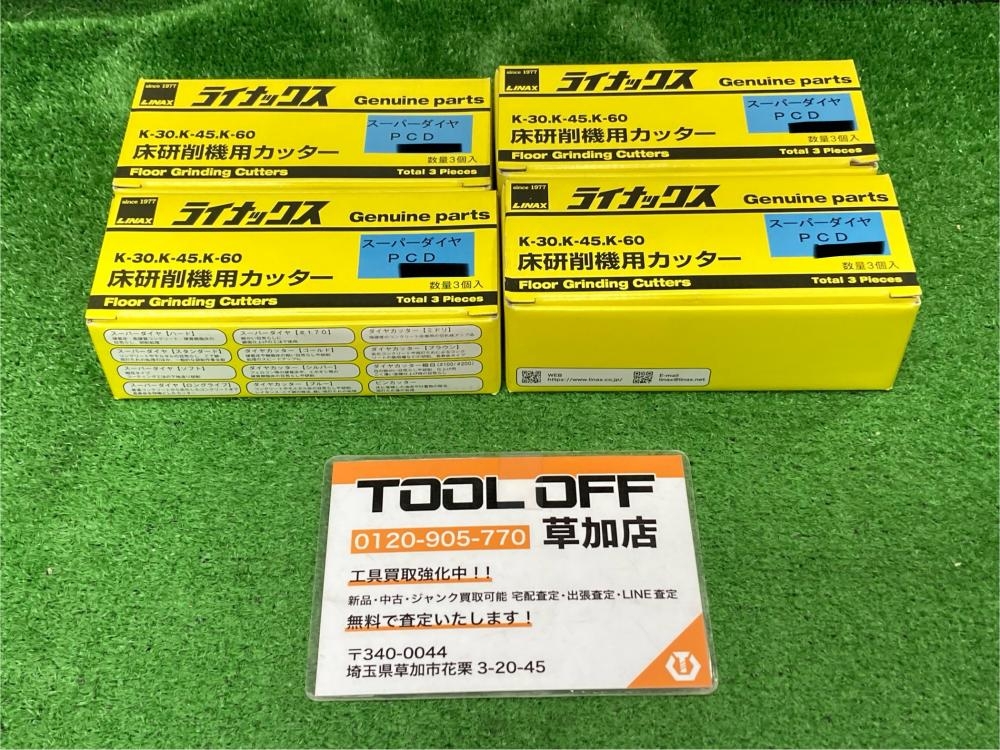 since 1977
LINAX
ライナックス
Genuine parts
K-30.K-45.K-60
床研削機用カッター
スーパーダイヤ
PCD
数量3個入
Floor Grinding Cutters
Total 3 Pieces
since 1977
LINAX
ライナックス
Genuine parts
K-30.K-45.K-60
床研削機用カッター
スーパーダイヤ
PCD
数量3個入
Floor Grinding Cutters
Total 3 Pieces
since 1977
LINAX
ライナックス
Genuine parts
K-30.K-45.K-60
床研削機用カッター
スーパーダイヤ
PCD
数量3個入
Floor Grinding Cutters
Total 3 Pieces
スーパーダイヤ【ハード】
スーパーダイヤ【スタンダード】
スーパーダイヤ【ソフト】
スーパーダイヤ【ロングライフ】
ダイヤカッター【ゴールド】
ダイヤカッター【シルバー】
ダイヤカッター【ブルー】
ダイヤカッター【ミドリ】
ダイヤカッター【ブラウン】
ピンカッター
since 1977
LINAX
ライナックス
Genuine parts
K-30.K-45.K-60
床研削機用カッター
スーパーダイヤ
PCD
数量3個入
Floor Grinding Cutters
Total 3 Pieces
WEB
https://www.linax.co.jp/
E-mail
linax@linax.net
TOOL OFF
0120-905-770
草加店
工具買取強化中!!
新品・中古・ジャンク買取可能 宅配査定・出張査定・LINE査定
無料で査定いたします!
〒340-0044
埼玉県草加市花栗 3-20-45